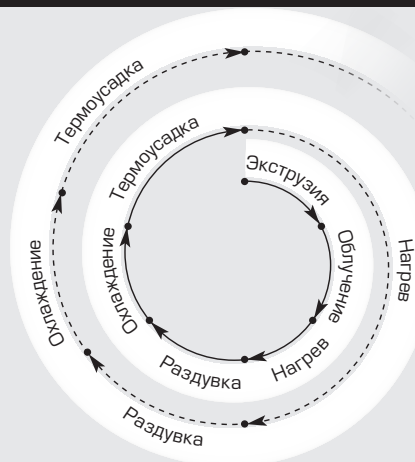 Экструзия
Облучение
Нагрев
Раздувка
Охлаждение
Термоусадка
Нагрев
Раздувка
Охлаждение
Термоусадка